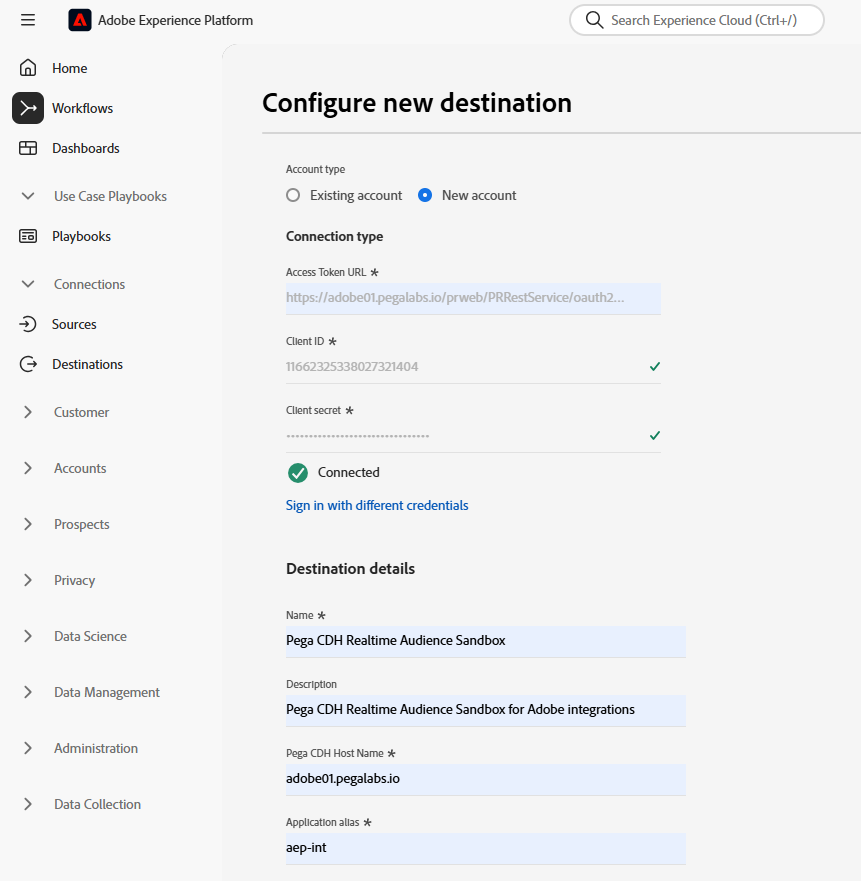 Adobe Experience Platform
Search Experience Cloud (Ctrl+/)
Home
Workflows
Dashboards
Use Case Playbooks
Playbooks
Connections
Sources
Destinations
Customer
Accounts
Prospects
Privacy
Data Science
Data Management
Administration
Data Collection
Configure new destination
Account type
Existing account
New account
Connection type
Access Token URL *
https://adobe01.pegalabs.io/prweb/PRRestService/oauth2...
Client ID *
11662325338027321404
Client secret *
••••••••••••••••••••••••••••••••
Connected
Sign in with different credentials
Destination details
Name *
Pega CDH Realtime Audience Sandbox
Description
Pega CDH Realtime Audience Sandbox for Adobe integrations
Pega CDH Host Name *
adobe01.pegalabs.io
Application alias *
aep-int